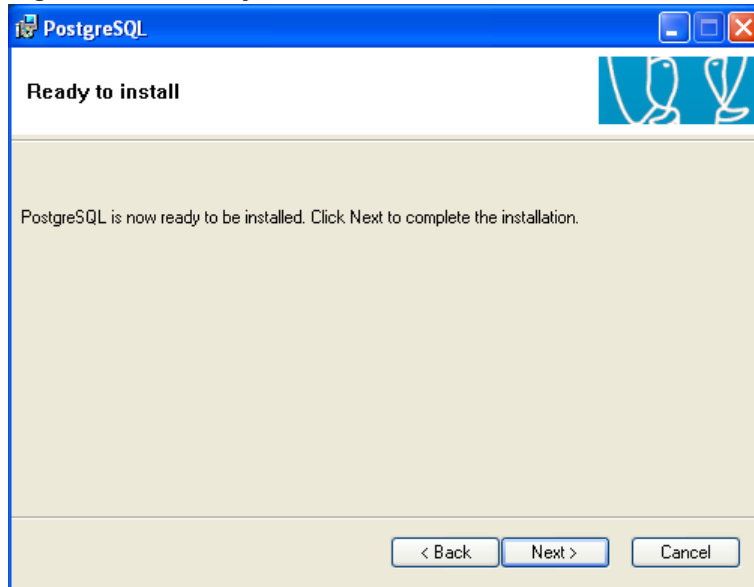 PostgreSQL
Ready to install
PostgreSQL is now ready to be installed. Click Next to complete the installation.
< Back
Next >
Cancel